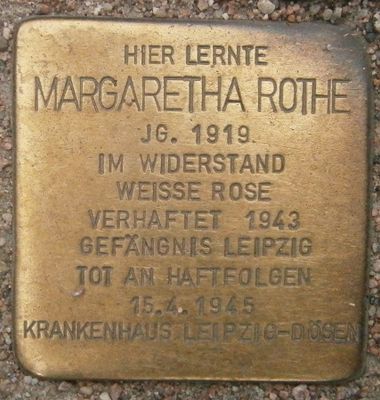 HIER LERNTE
MARGARETHA ROTHE
JG. 1919
IM WIDERSTAND
WEISSE ROSE
VERHAFTET 1943
GEFÄNGNIS LEIPZIG
TOT AN HAFTFOLGEN
15.4.1945
KRANKENHAUS LEIPZIG-DÖSEN